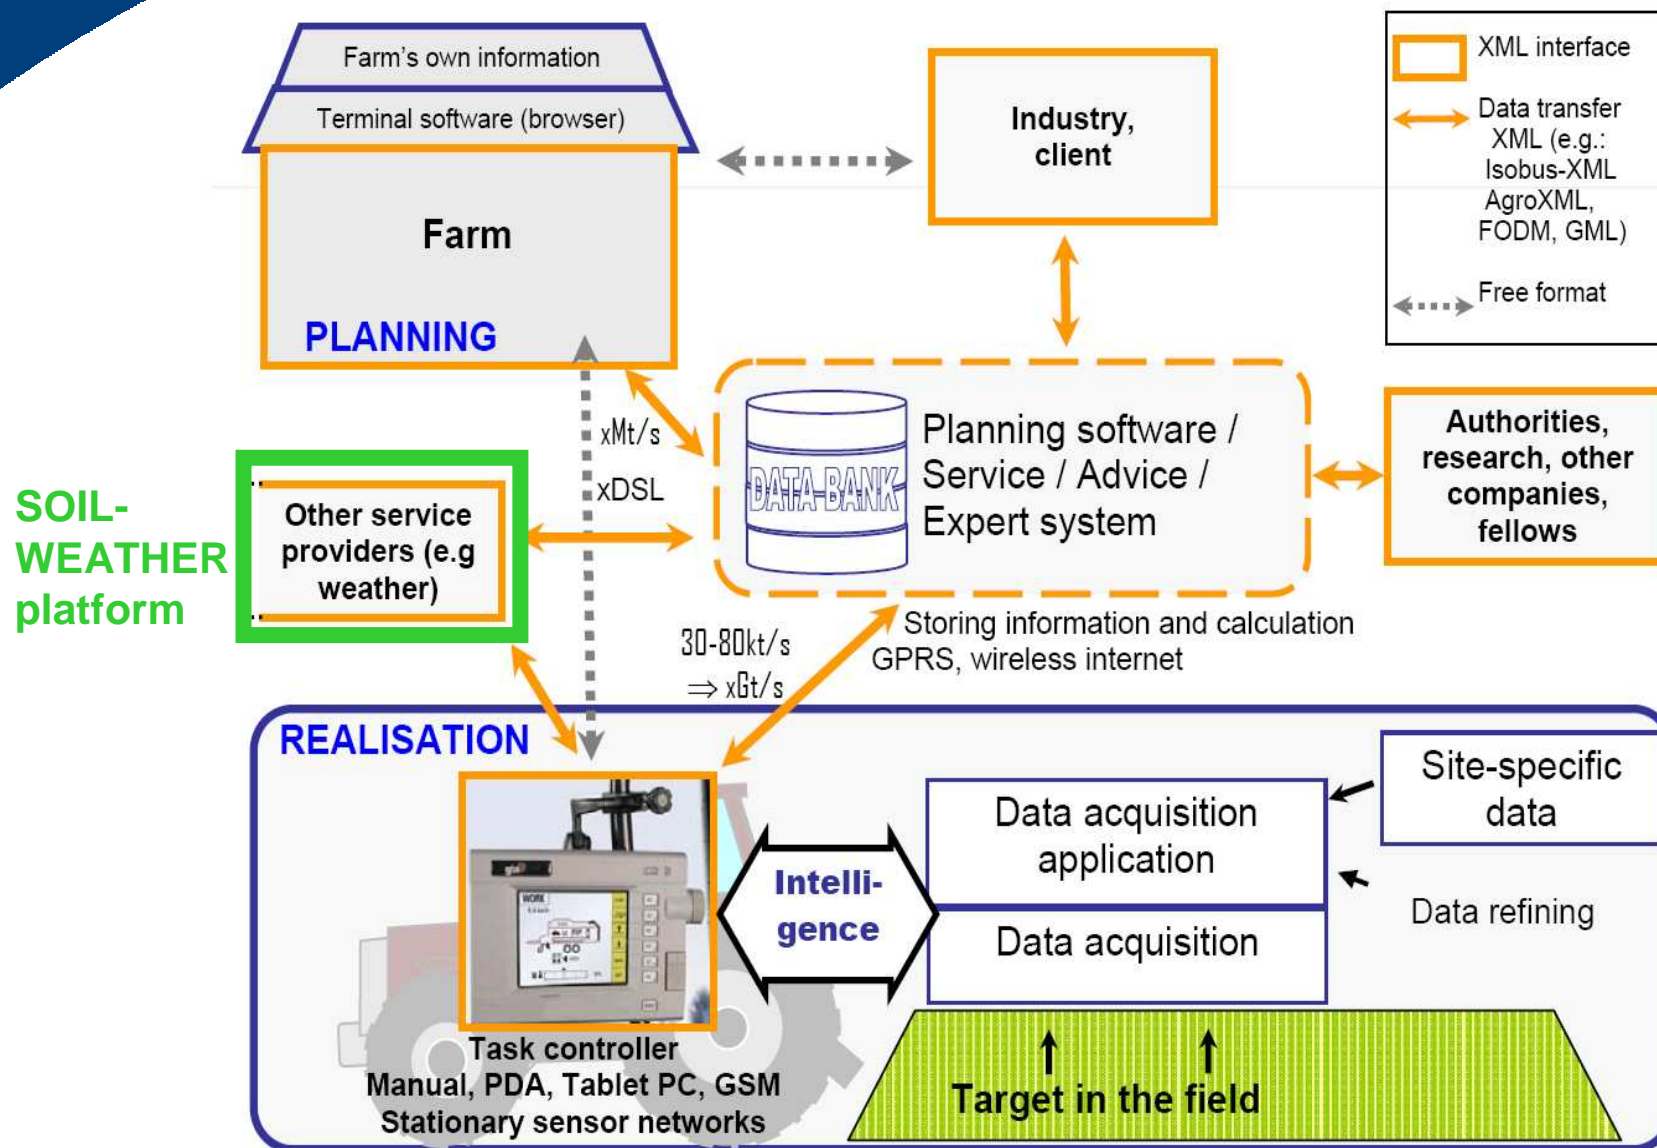 Farm's own information
Terminal software (browser)
Farm
PLANNING
Industry,
client
XML interface
Data transfer
XML (e.g.:
Isobus-XML
AgroXML,
FODM, GML)
Free format
xMt/s
xDSL
DATA BANK
Planning software /
Service / Advice /
Expert system
Authorities,
research, other
companies,
fellows
SOIL-
WEATHER
platform
Other service
providers (e.g
weather)
30-80kt/s
⇒ xGt/s
Storing information and calculation
GPRS, wireless internet
REALISATION
WORK
Intelli-
gence
Data acquisition
application
Data acquisition
Site-specific
data
Data refining
Task controller
Manual, PDA, Tablet PC, GSM
Stationary sensor networks
Target in the field